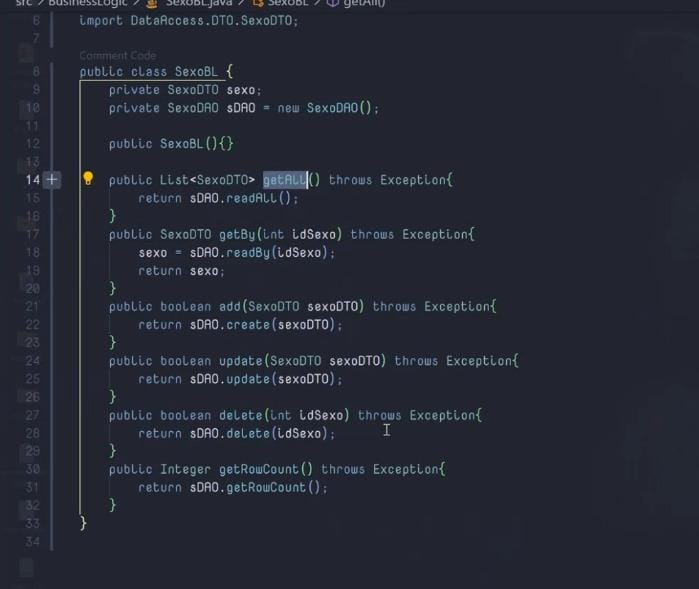 src > BusinessLogic > SexoBL.java > SexoBL > getAll()
6 import DataAccess.DTO.SexoDTO;
7
Comment Code
8 public class SexoBL {
9 private SexoDTO sexo;
10 private SexoDAO sDAO = new SexoDAO();
11
12 public SexoBL(){}
13
14 public List<SexoDTO> getAll() throws Exception{
15 return sDAO.readAll();
16 }
17 public SexoDTO getBy(int idSexo) throws Exception{
18 sexo = sDAO.readBy(idSexo);
19 return sexo;
20 }
21 public boolean add(SexoDTO sexoDTO) throws Exception{
22 return sDAO.create(sexoDTO);
23 }
24 public boolean update(SexoDTO sexoDTO) throws Exception{
25 return sDAO.update(sexoDTO);
26 }
27 public boolean delete(int idSexo) throws Exception{
28 return sDAO.delete(idSexo);
29 }
30 public Integer getRowCount() throws Exception{
31 return sDAO.getRowCount();
32 }
33 }
34